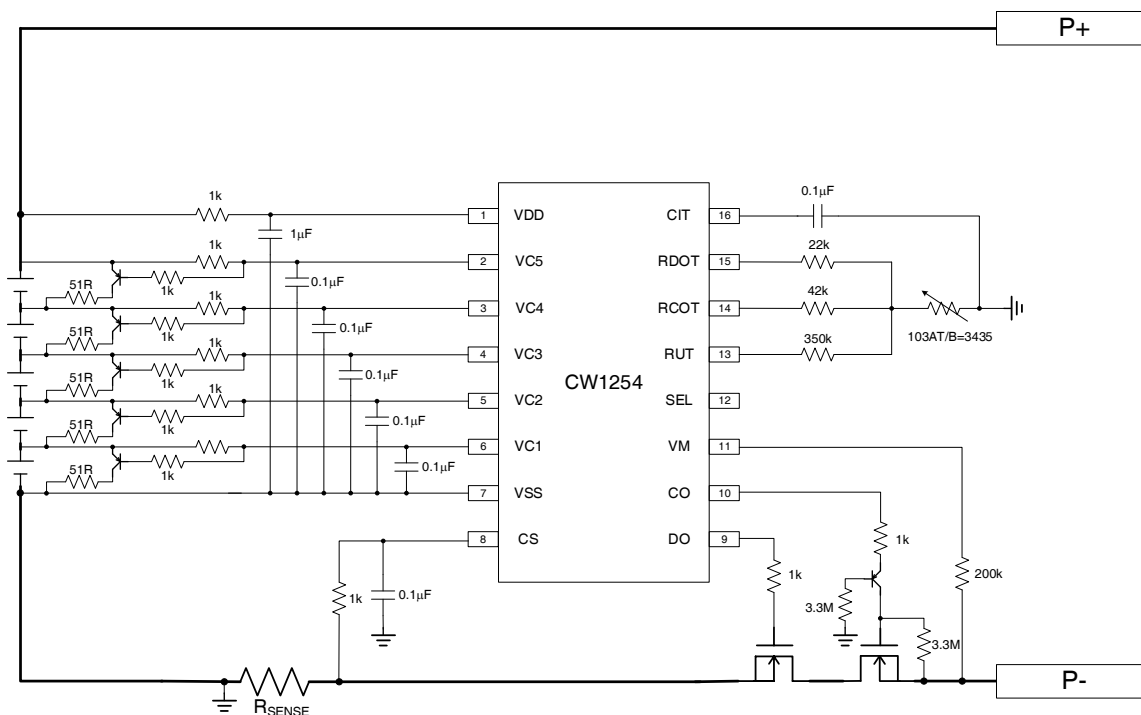 P+
1k
1 VDD
CIT 16
0.1µF
1µF
1k
2 VC5
RDOT 15
22k
51R
1k
0.1µF
1k
3 VC4
RCOT 14
42k
103AT/B=3435
51R
1k
0.1µF
1k
4 VC3
RUT 13
350k
51R
1k
0.1µF
CW1254
1k
5 VC2
SEL 12
51R
1k
0.1µF
6 VC1
VM 11
51R
1k
0.1µF
7 VSS
CO 10
8 CS
DO 9
1k
1k
0.1µF
1k
200k
3.3M
3.3M
RSENSE
P-